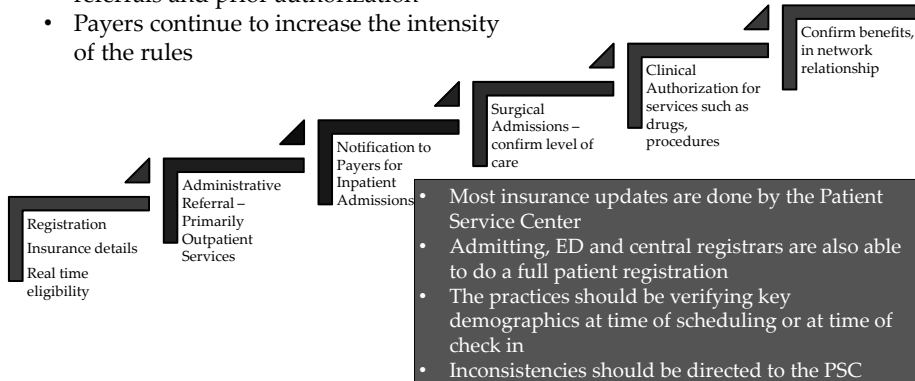 referrals and prior authorization
• Payers continue to increase the intensity
of the rules
Registration
Insurance details
Real time
eligibility
Administrative
Referral –
Primarily
Outpatient
Services
Notification to
Payers for
Inpatient
Admissions
Surgical
Admissions –
confirm level of
care
Clinical
Authorization for
services such as
drugs,
procedures
Confirm benefits,
in network
relationship
• Most insurance updates are done by the Patient
Service Center
• Admitting, ED and central registrars are also able
to do a full patient registration
• The practices should be verifying key
demographics at time of scheduling or at time of
check in
• Inconsistencies should be directed to the PSC